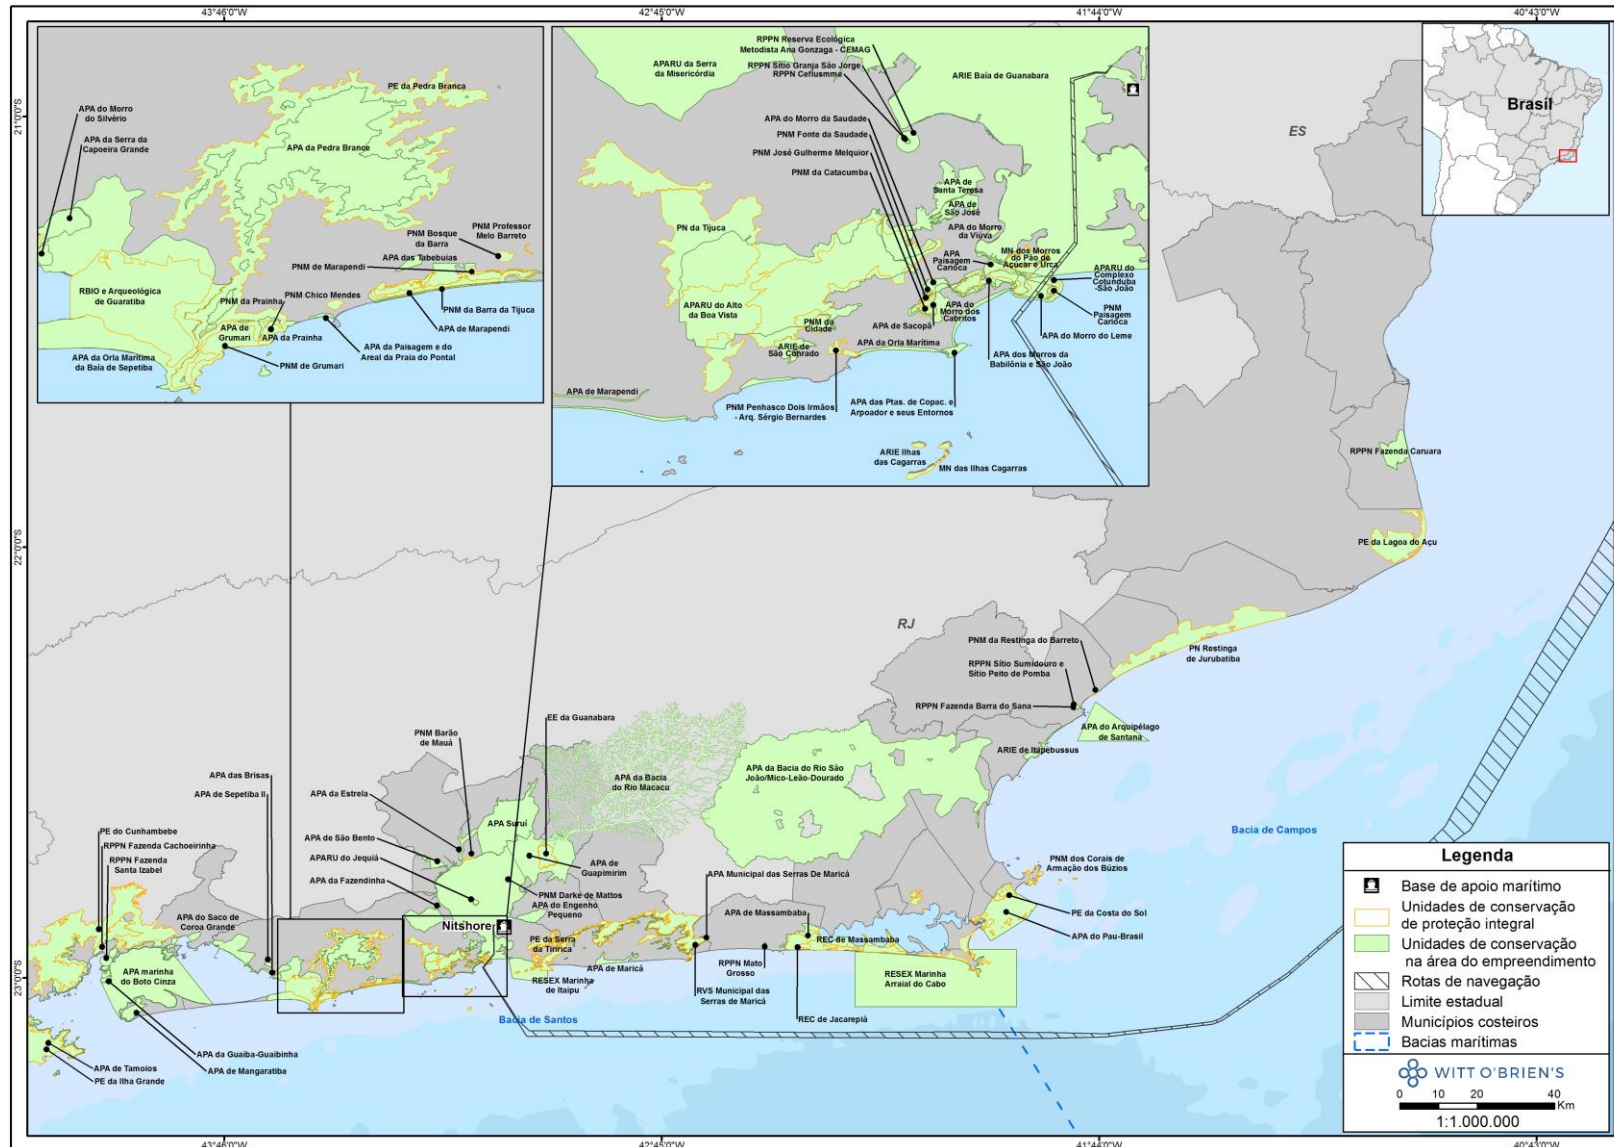 43°46'0"W
42°45'0"W
41°44'0"W
40°43'0"W
21°0'0"S
22°0'0"S
23°0'0"S
PE da Pedra Branca
APA do Morro
do Silvério
APA da Serra da
Capoeira Grande
APA da Pedra Brance
PNM Professor
Melo Barreto
PNM Bosque
da Barra
APA das Tabebuias
PNM de Marapendi
RBIO e Arqueológica
de Guaratiba
PNM Chico Mendes
PNM da Prainha
PNM da Barra da Tijuca
APA de
Grumari
APA da Prainha
APA de Marapendi
APA da Orla Marítima
da Baía de Sepetiba
APA da Paisagem e do
Areal da Praia do Pontal
PNM de Grumari
RPPN Reserva Ecológica
Metodista Ana Gonzaga - CEMAG
RPPN Sítio Granja São Jorge
RPPN Ceflusmme
APARU da Serra
da Misericórdia
ARIE Baía de Guanabara
APA do Morro da Saudade
PNM Fonte da Saudade
PNM José Gulherme Melquior
PNM da Catacumba
APA de
Santa Teresa
APA de
São José
APA do Morro
da Viúva
PN da Tijuca
APA
Paisagem
Carioca
MN dos Morros
do Pão de
Açúcar e Urca
APARU do
Complexo
Cotunduba
-São João
APARU do Alto
da Boa Vista
PNM da
Cidade
APA de Sacopã
APA do
Morro dos
Cabritos
PNM
Paisagem
Carioca
APA do Morro do Leme
ARIE de
São Conrado
APA da Orla Marítima
APA dos Morros da
Babilônia e São João
APA de Marapendi
PNM Penhasco Dois Irmãos
- Arq. Sérgio Bernardes
APA das Ptas. de Copac. e
Arpoador e seus Entornos
ARIE Ilhas
das Cagarras
MN das Ilhas Cagarras
Brasil
ES
RJ
RPPN Fazenda Caruara
PE da Lagoa do Açu
PN Restinga
de Jurubatiba
PNM da Restinga do Barreto
RPPN Sítio Sumidouro e
Sítio Peito de Pomba
RPPN Fazenda Barra do Sana
APA do Arquipélago
de Santana
ARIE de Itapebussus
EE da Guanabara
PNM Barão
de Mauá
APA da Bacia
do Rio Macacu
APA da Bacia do Rio São
João/Mico-Leão-Dourado
APA das Brisas
APA de Sepetiba II
APA da Estrela
APA Suruí
APA de São Bento
APARU do Jequiá
APA da Fazendinha
APA de
Guapimirim
PNM Darke de Mattos
APA do Engenho
Pequeno
PE do Cunhambebe
RPPN Fazenda Cachoeirinha
RPPN Fazenda
Santa Izabel
APA do Saco de
Coroa Grande
APA marinha
do Boto Cinza
Nitshore
PE da Serra
da Tiririca
RESEX Marinha
de Itaipu
APA de Maricá
APA Municipal das Serras De Maricá
APA de Massambaba
RPPN Mato
Grosso
RVS Municipal das
Serras de Maricá
REC de Massambaba
REC de Jacarepiá
RESEX Marinha
Arraial do Cabo
PNM dos Corais de
Armação dos Búzios
PE da Costa do Sol
APA do Pau-Brasil
Bacia de Campos
Bacia de Santos
APA da Guaiba-Guaibinha
APA de Mangaratiba
APA de Tamoios
PE da Ilha Grande
Legenda
Base de apoio marítimo
Unidades de conservação
de proteção integral
Unidades de conservação
na área do empreendimento
Rotas de navegação
Limite estadual
Municípios costeiros
Bacias marítimas
WITT O'BRIEN'S
0 10 20 40
Km
1:1.000.000
43°46'0"W
42°45'0"W
41°44'0"W
40°43'0"W